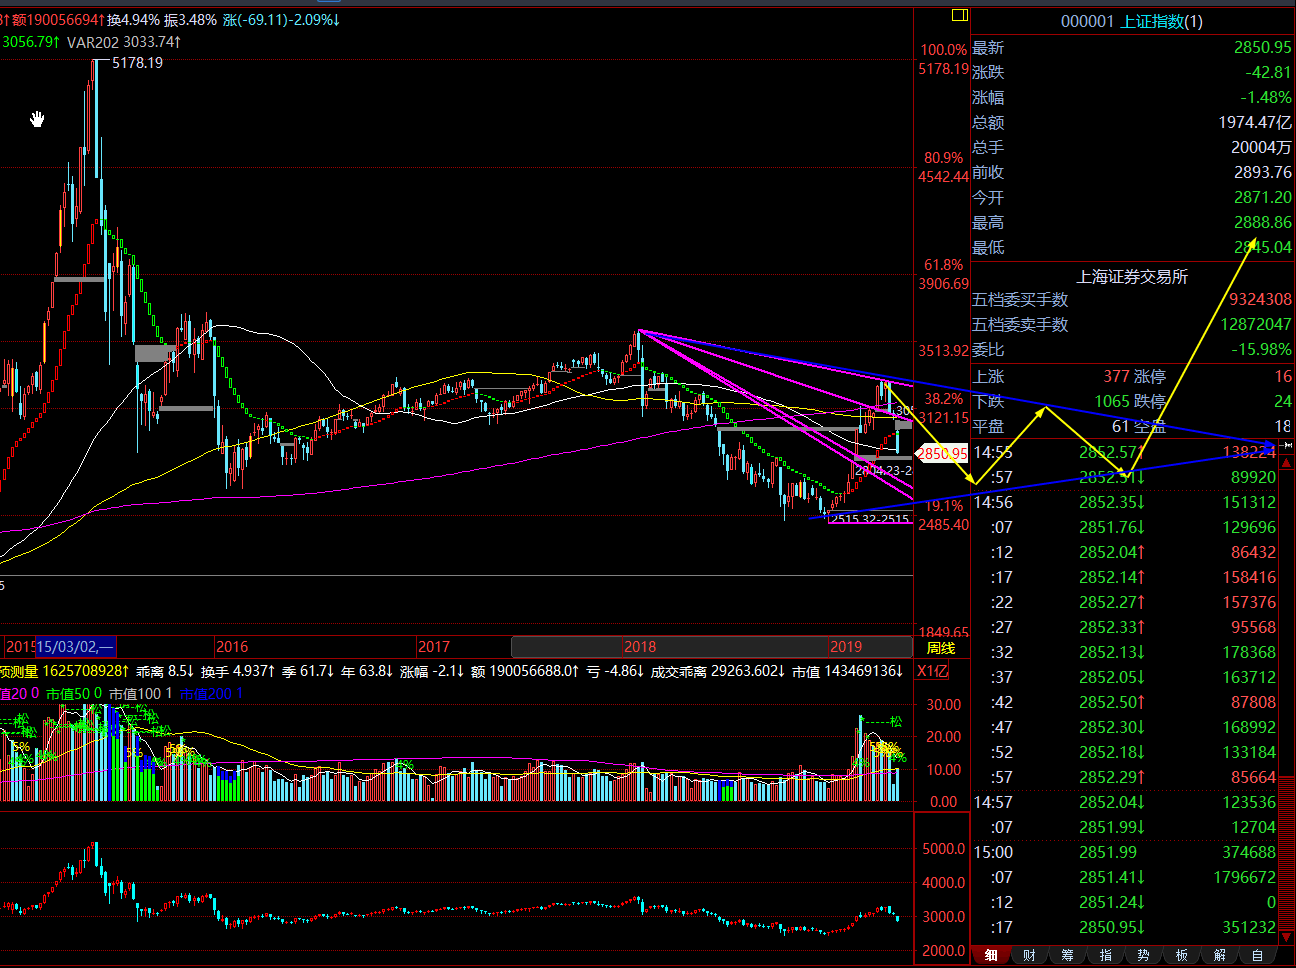 额190056694↑换4.94% 振3.48% 涨(-69.11)-2.09%↓
3056.79↑ VAR202 3033.74↑
5178.19
100.0%
5178.19
80.9%
4542.44
61.8%
3906.69
3513.92
38.2%
3121.15
2850.95
2804.23-2
19.1%
2485.40
2515.32-2515
1849.65
5
2015
15/03/02,一
2016
2017
2018
2019
周线
预测量 1625708928↑ 乖离 8.5↓ 换手 4.937↑ 季 61.7↓ 年 63.8↓ 涨幅 -2.1↓ 额 190056688.0↑ 亏 -4.86↓ 成交乖离 29263.602↓ 市值 143469136↓
X1亿
值20 0 市值50 0 市值100 1 市值200 1
30.00
20.00
10.00
0.00
松
5000.0
4000.0
3000.0
2000.0
000001 上证指数(1)
最新 2850.95
涨跌 -42.81
涨幅 -1.48%
总额 1974.47亿
总手 20004万
前收 2893.76
今开 2871.20
最高 2888.86
最低 2845.04
上海证券交易所
五档委买手数 9324308
五档委卖手数 12872047
委比 -15.98%
上涨 377 涨停 16
下跌 1065 跌停 24
平盘 61 空盘 18
14:55 2852.57↑ 138224
:57 2852.51↓ 89920
14:56 2852.35↓ 151312
:07 2851.76↓ 129696
:12 2852.04↑ 86432
:17 2852.14↑ 158416
:22 2852.27↑ 157376
:27 2852.33↑ 95568
:32 2852.13↓ 178368
:37 2852.05↓ 163712
:42 2852.50↑ 87808
:47 2852.30↓ 168992
:52 2852.18↓ 133184
:57 2852.29↑ 85664
14:57 2852.04↓ 123536
:07 2851.99↓ 12704
15:00 2851.99 374688
:07 2851.41↓ 1796672
:12 2851.24↓ 0
:17 2850.95↓ 351232
细 财 筹 指 势 板 解 自